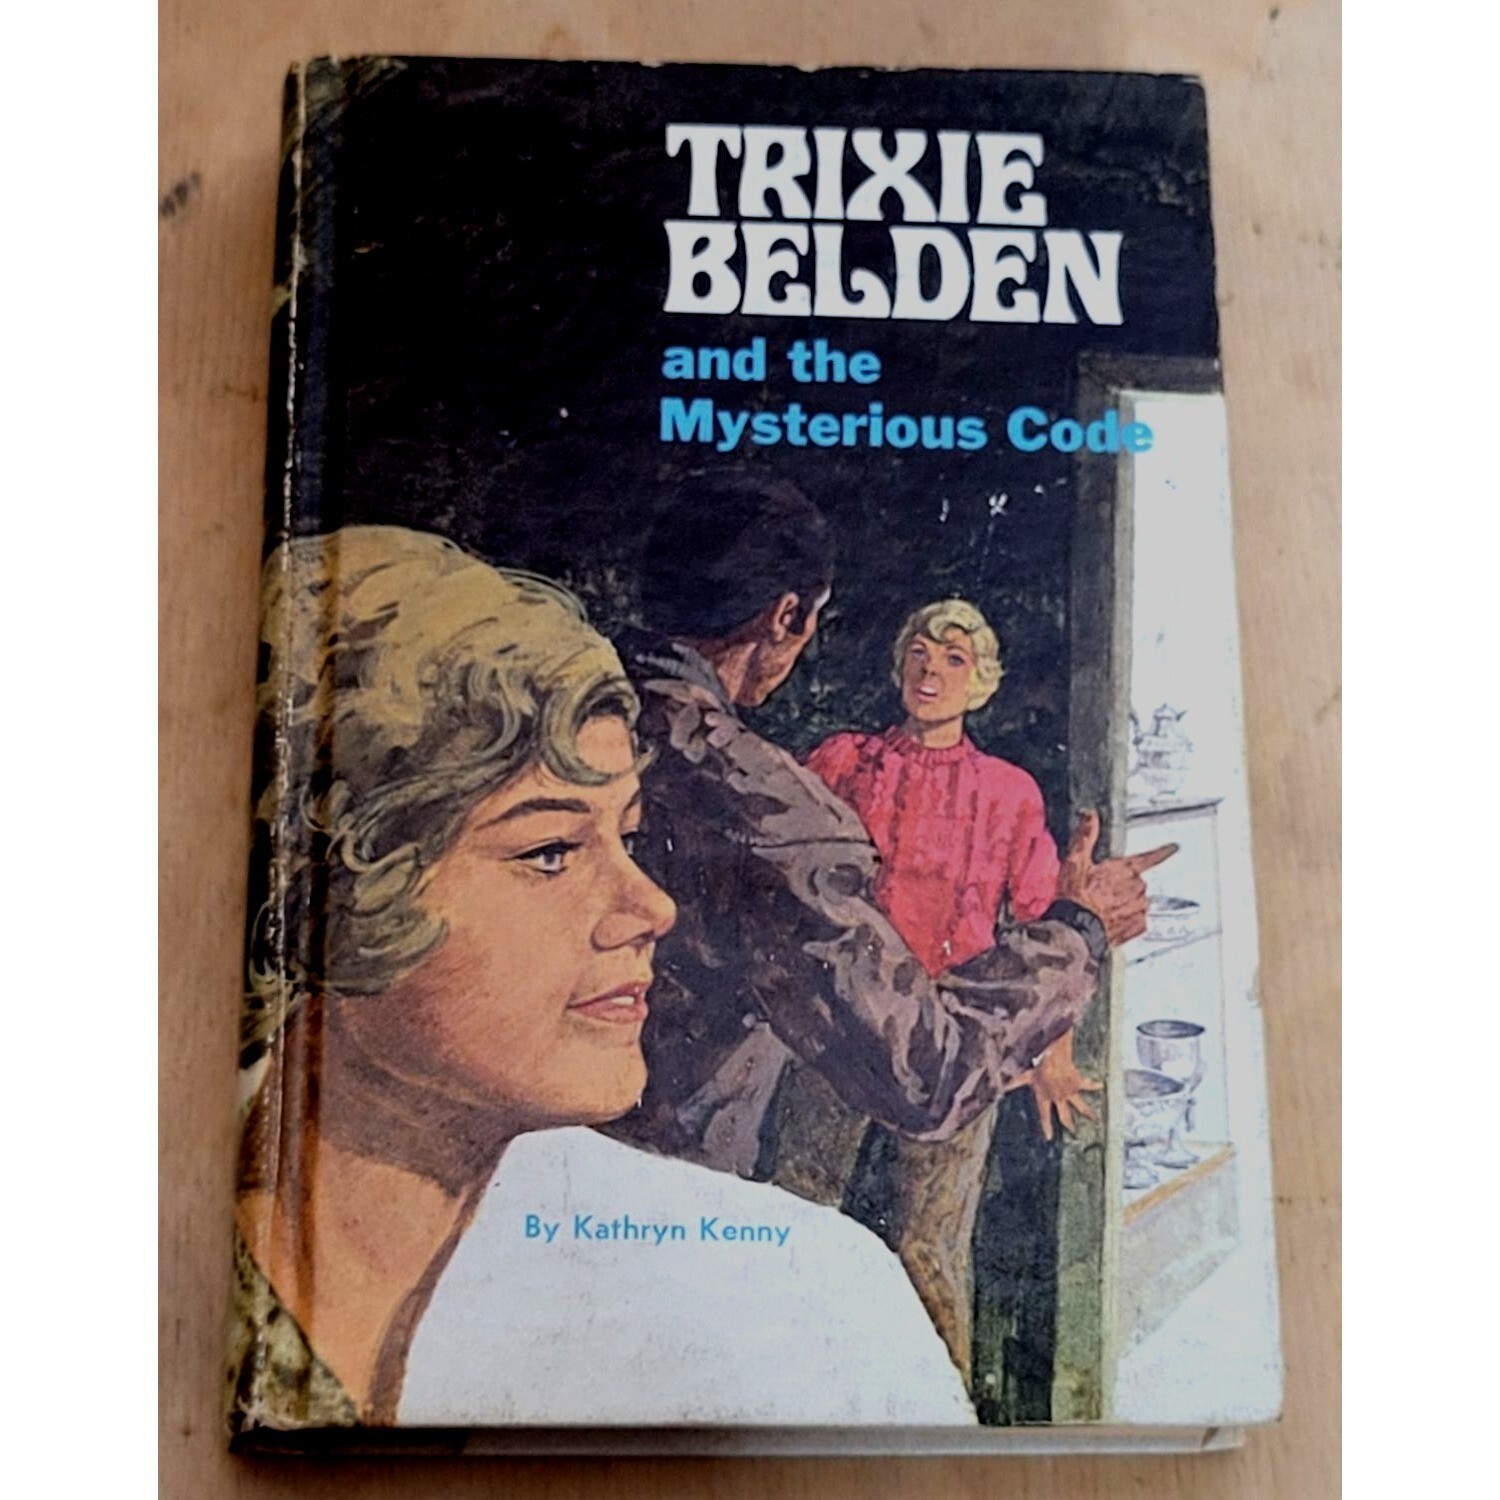 TRIXIE
BELDEN
and the
Mysterious Code
By Kathryn Kenny